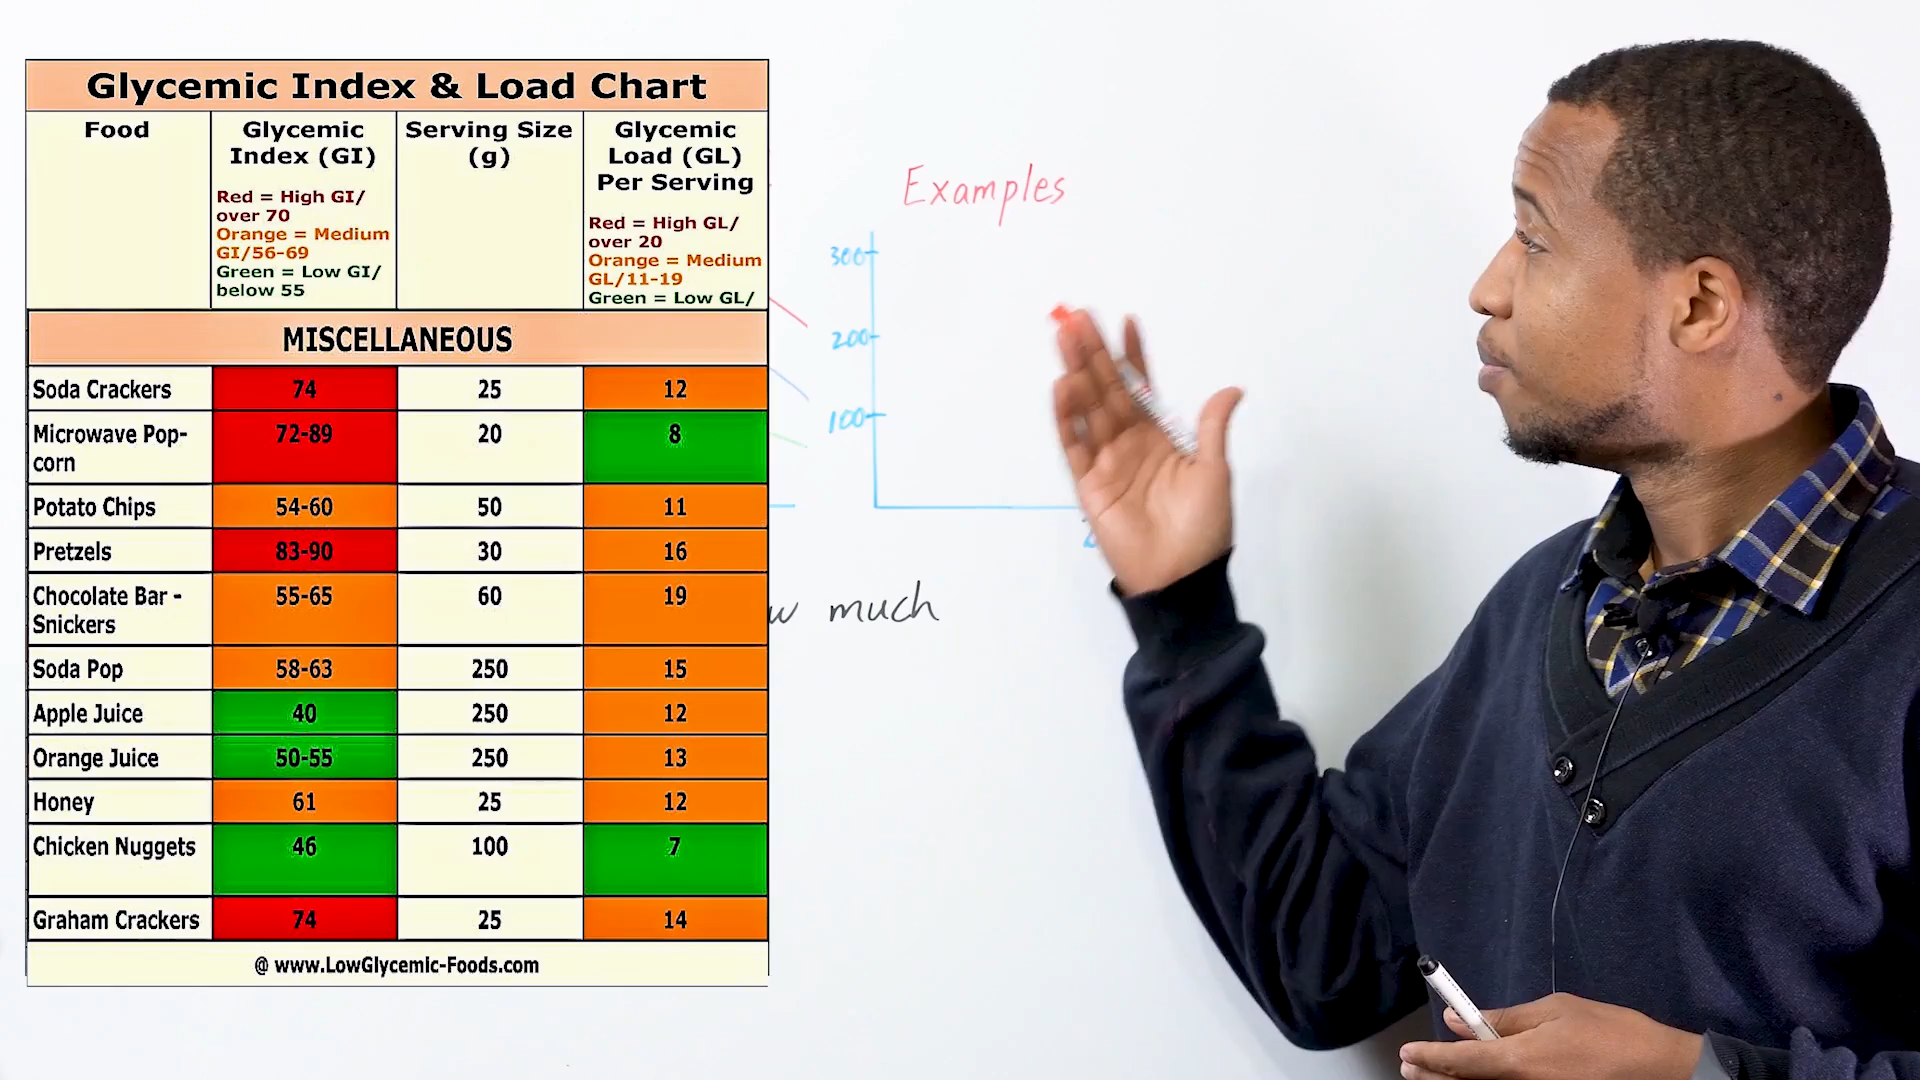 Glycemic Index & Load Chart
Food
Glycemic
Index (GI)
Red = High GI/
over 70
Orange = Medium
GI/56-69
Green = Low GI/
below 55
Serving Size
(g)
Glycemic
Load (GL)
Per Serving
Red = High GL/
over 20
Orange = Medium
GL/11-19
Green = Low GL/
MISCELLANEOUS
Soda Crackers 74 25 12
Microwave Pop-
corn 72-89 20 8
Potato Chips 54-60 50 11
Pretzels 83-90 30 16
Chocolate Bar -
Snickers 55-65 60 19
Soda Pop 58-63 250 15
Apple Juice 40 250 12
Orange Juice 50-55 250 13
Honey 61 25 12
Chicken Nuggets 46 100 7
Graham Crackers 74 25 14
@ www.LowGlycemic-Foods.com
Examples
300
200
100
much